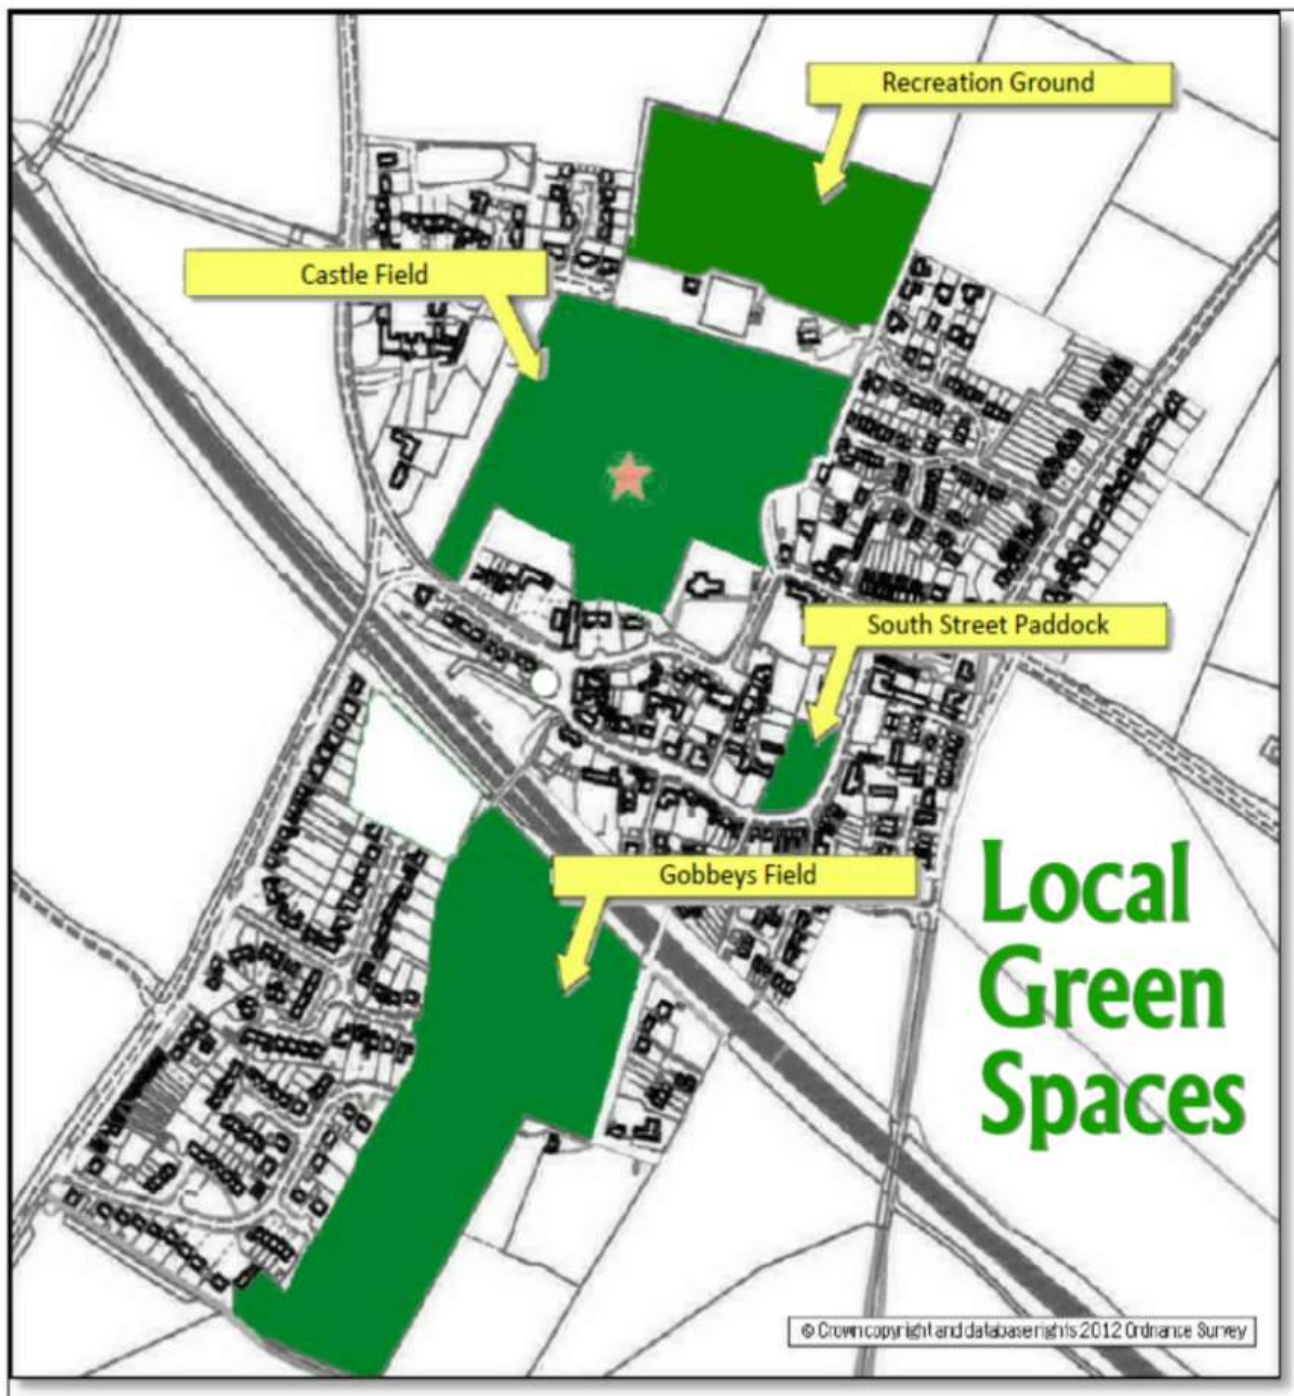 Recreation Ground
Castle Field
South Street Paddock
Gobbeys Field
Local
Green
Spaces
© Crown copyright and database rights 2012 Ordnance Survey